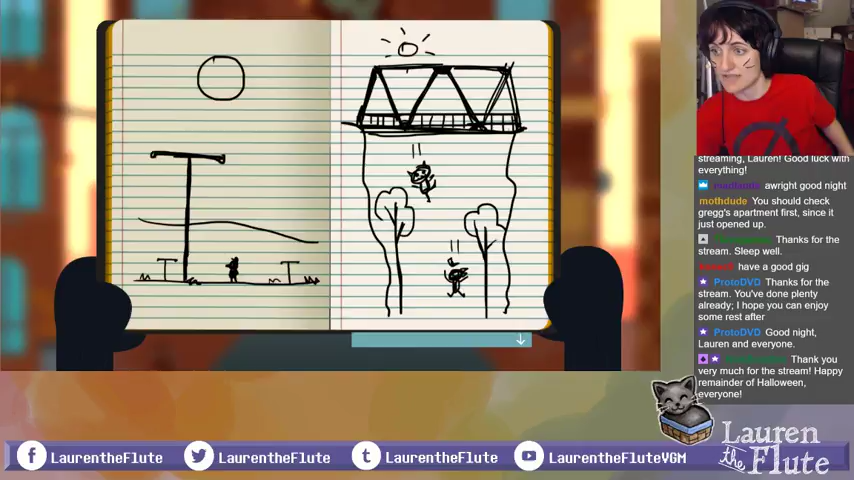 streaming, Lauren! Good luck with
everything!
awright good night
mothdude You should check
gregg's apartment first, since it
just opened up.
Thanks for the
stream. Sleep well.
have a good gig
ProtoDVD Thanks for the
stream. You've done plenty
already; I hope you can enjoy
some rest after
ProtoDVD Good night,
Lauren and everyone.
Thank you
very much for the stream! Happy
remainder of Halloween,
everyone!
Lauren
the Flute
LaurentheFlute
LaurentheFlute
LaurentheFlute
LaurentheFluteVGM